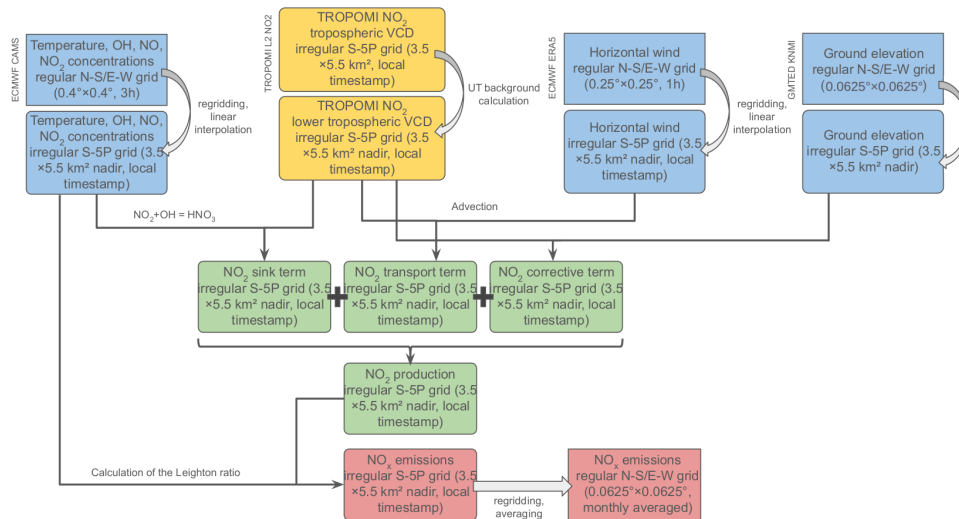 ECMWF CAMS
Temperature, OH, NO,
NO₂ concentrations
regular N-S/E-W grid
(0.4°×0.4°, 3h)
regridding,
linear
interpolation
Temperature, OH, NO,
NO₂ concentrations
irregular S-5P grid (3.5
×5.5 km² nadir, local
timestamp)
TROPOMI L2 NO2
TROPOMI NO₂
tropospheric VCD
irregular S-5P grid (3.5
×5.5 km², local
timestamp)
UT background
calculation
TROPOMI NO₂
lower tropospheric VCD
irregular S-5P grid (3.5
×5.5 km² nadir, local
timestamp)
ECMWF ERA5
Horizontal wind
regular N-S/E-W grid
(0.25°×0.25°, 1h)
regridding,
linear
interpolation
Horizontal wind
irregular S-5P grid (3.5
×5.5 km² nadir, local
timestamp)
GMTED KNMI
Ground elevation
regular N-S/E-W grid
(0.0625°×0.0625°)
Ground elevation
irregular S-5P grid (3.5
×5.5 km² nadir)
NO₂+OH = HNO₃
Advection
NO₂ sink term
irregular S-5P grid (3.5
×5.5 km² nadir, local
timestamp)
+
NO₂ transport term
irregular S-5P grid (3.5
×5.5 km² nadir, local
timestamp)
+
NO₂ corrective term
irregular S-5P grid (3.5
×5.5 km² nadir, local
timestamp)
NO₂ production
irregular S-5P grid (3.5
×5.5 km² nadir, local
timestamp)
Calculation of the Leighton ratio
NOₓ emissions
irregular S-5P grid (3.5
×5.5 km² nadir, local
timestamp)
regridding,
averaging
NOₓ emissions
regular N-S/E-W grid
(0.0625°×0.0625°,
monthly averaged)